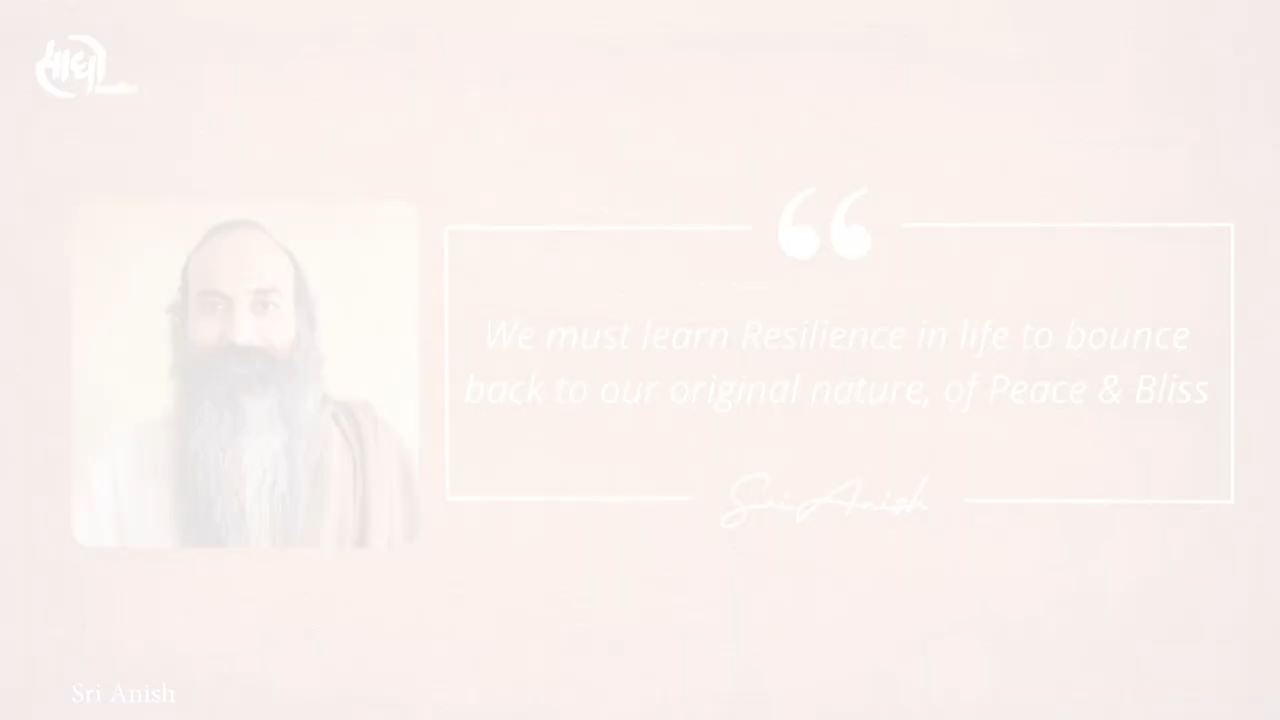 साधो
We must learn Resilience in life to bounce
back to our original nature, of Peace & Bliss
Sri Anish
Sri Anish